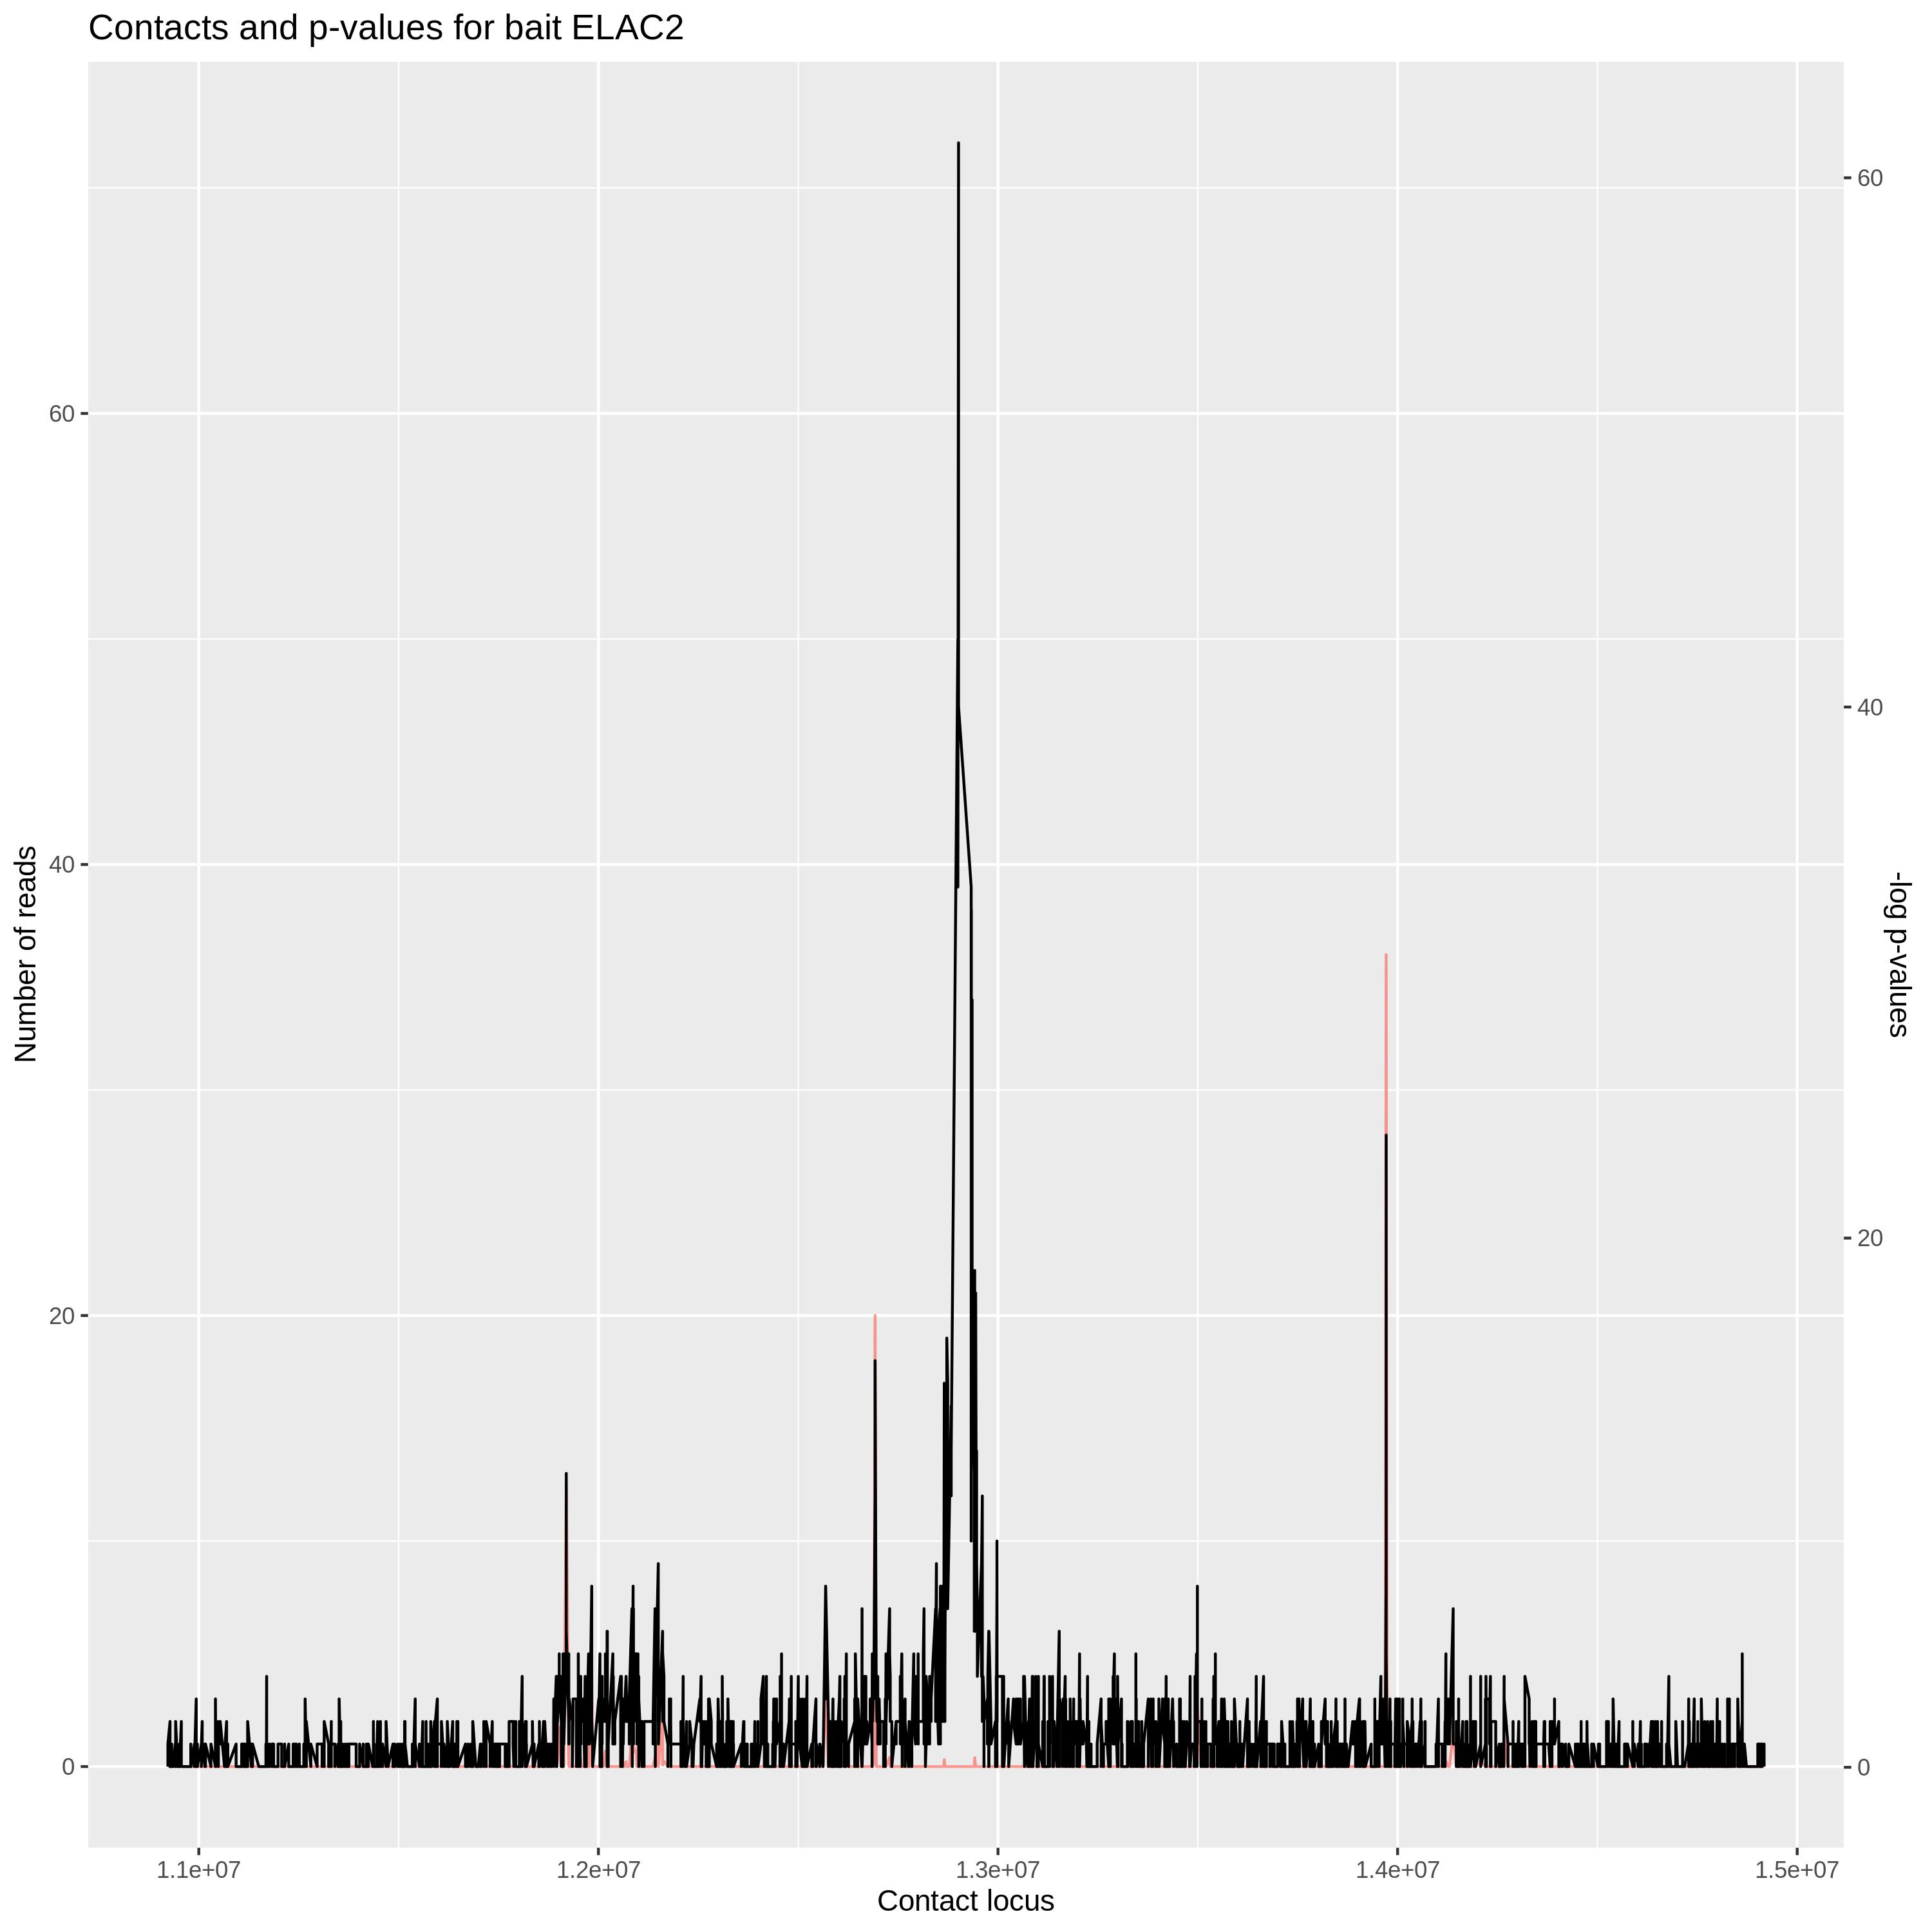 Contacts and p-values for bait ELAC2
Number of reads
60
40
20
0
60
40
20
0
-log p-values
1.1e+07 1.2e+07 1.3e+07 1.4e+07 1.5e+07
Contact locus